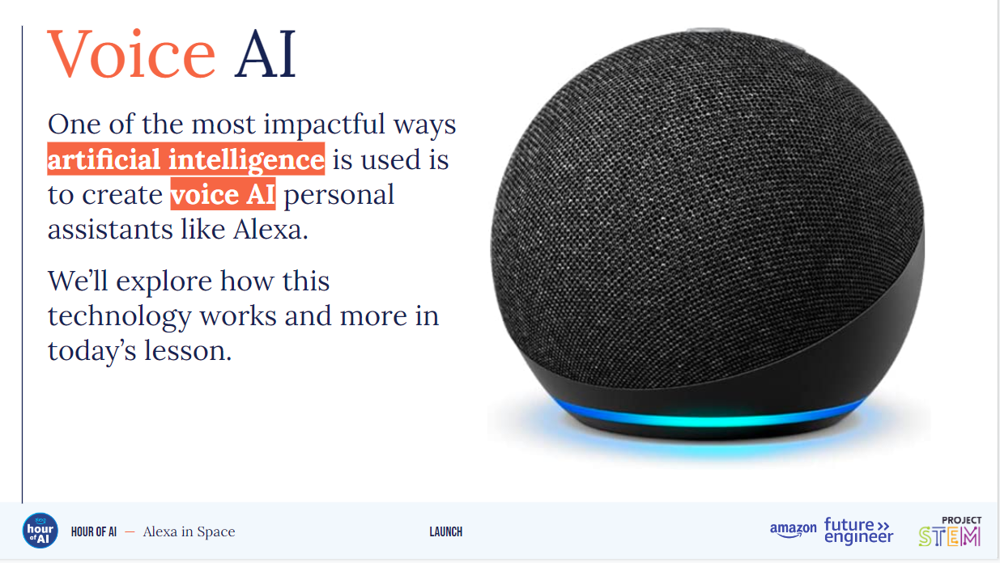 Voice AI
One of the most impactful ways
artificial intelligence is used is
to create voice AI personal
assistants like Alexa.
We’ll explore how this
technology works and more in
today’s lesson.
hour
of AI
HOUR OF AI — Alexa in Space
LAUNCH
amazon
future
engineer
PROJECT
STEM